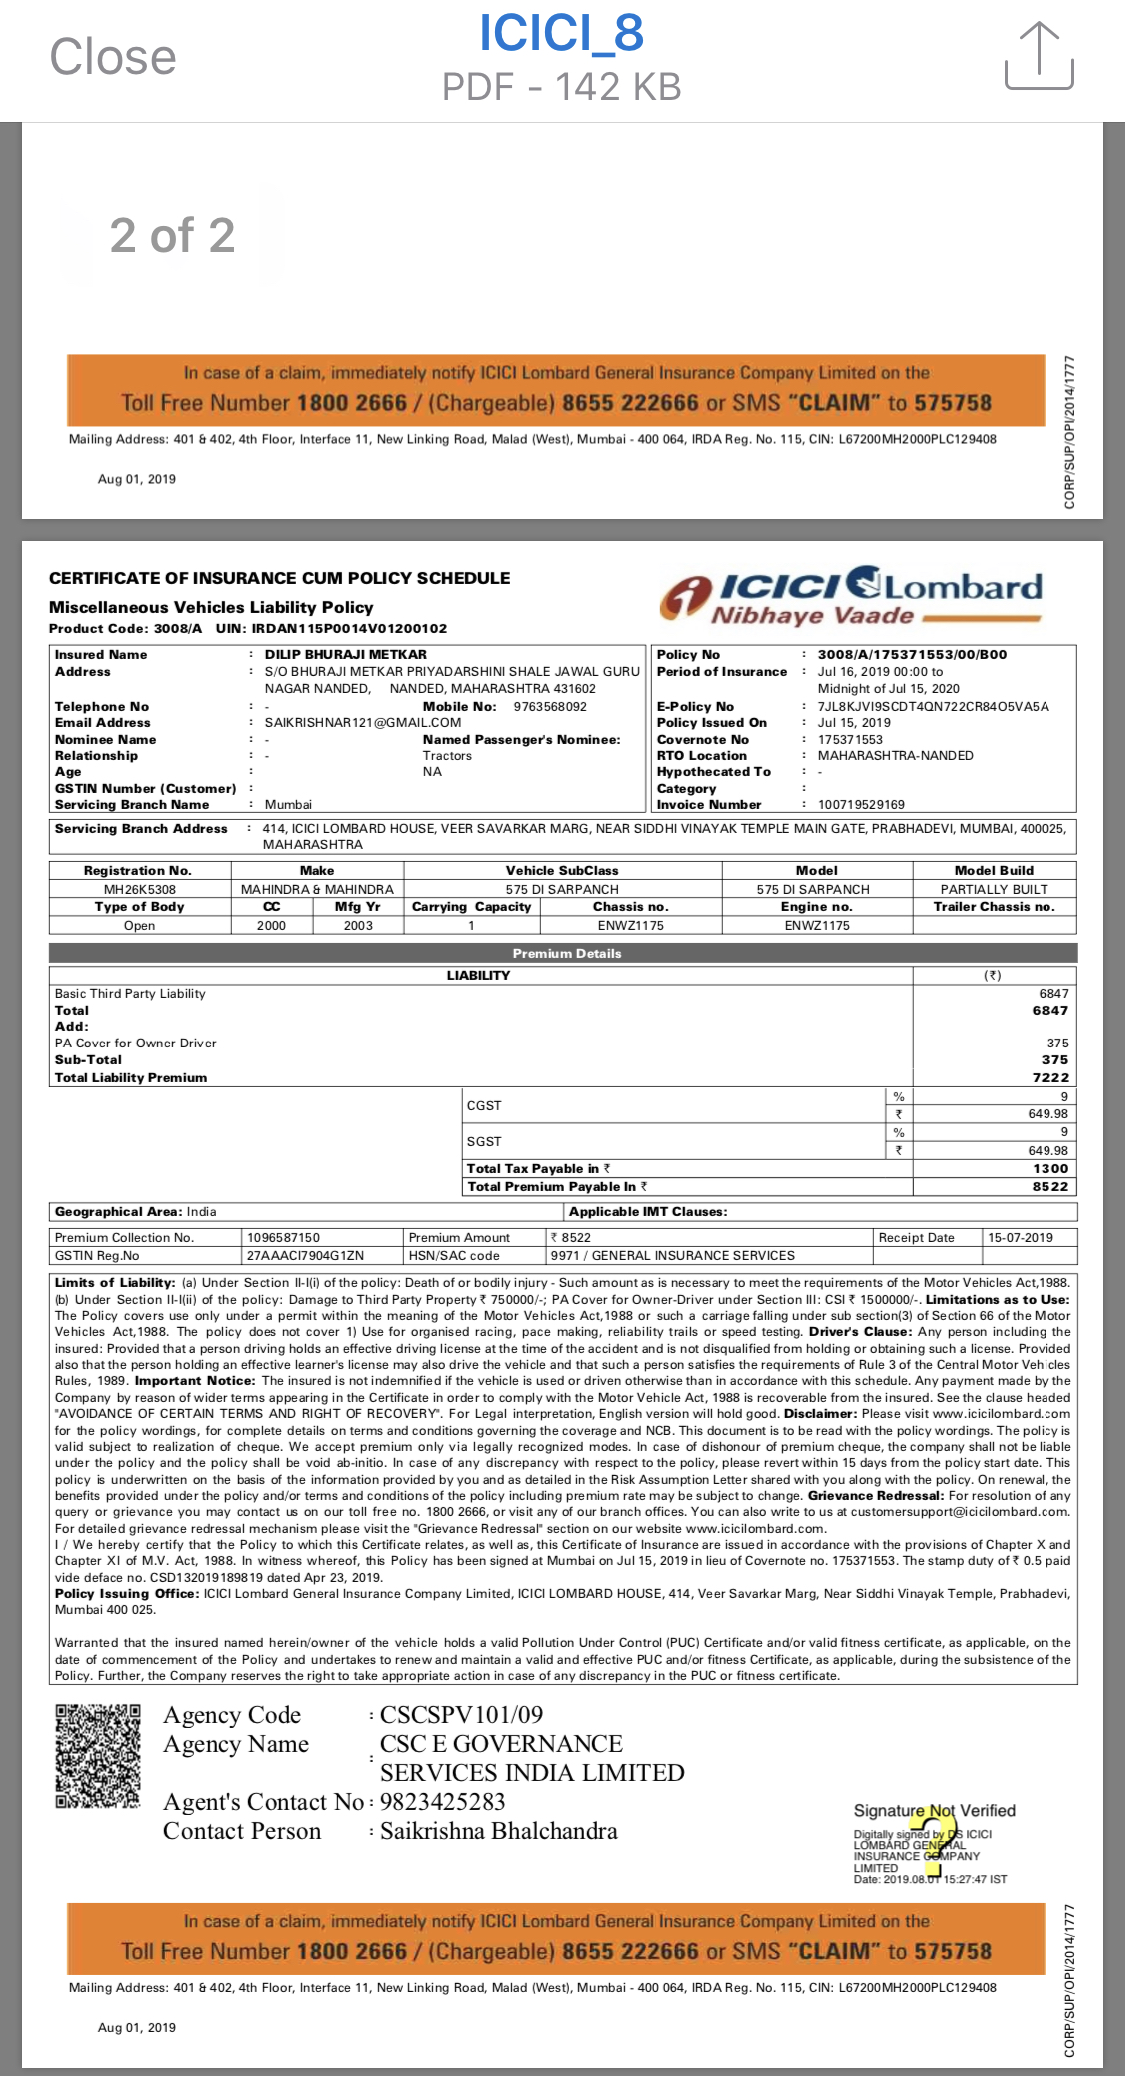 Close
ICICI_8
PDF - 142 KB
2 of 2
In case of a claim, immediately notify ICICI Lombard General Insurance Company Limited on the
Toll Free Number 1800 2666 / (Chargeable) 8655 222666 or SMS “CLAIM” to 575758
Mailing Address: 401 & 402, 4th Floor, Interface 11, New Linking Road, Malad (West), Mumbai - 400 064, IRDA Reg. No. 115, CIN: L67200MH2000PLC129408
CORP/SUP/OPI/2014/1777
Aug 01, 2019
CERTIFICATE OF INSURANCE CUM POLICY SCHEDULE
Miscellaneous Vehicles Liability Policy
Product Code: 3008/A UIN: IRDAN115P0014V01200102
ICICI Lombard
Nibhaye Vaade
Insured Name : DILIP BHURAJI METKAR
Address : S/O BHURAJI METKAR PRIYADARSHINI SHALE JAWAL GURU
NAGAR NANDED, NANDED, MAHARASHTRA 431602
Telephone No : - Mobile No: 9763568092
Email Address : SAIKRISHNAR121@GMAIL.COM
Nominee Name : - Named Passenger's Nominee:
Relationship : - Tractors
Age : NA
GSTIN Number (Customer) :
Servicing Branch Name : Mumbai
Policy No : 3008/A/175371553/00/B00
Period of Insurance : Jul 16, 2019 00:00 to
Midnight of Jul 15, 2020
E-Policy No : 7JL8KJVI9SCDT4QN722CR84O5VA5A
Policy Issued On : Jul 15, 2019
Covernote No : 175371553
RTO Location : MAHARASHTRA-NANDED
Hypothecated To : -
Category :
Invoice Number : 100719529169
Servicing Branch Address : 414, ICICI LOMBARD HOUSE, VEER SAVARKAR MARG, NEAR SIDDHI VINAYAK TEMPLE MAIN GATE, PRABHADEVI, MUMBAI, 400025,
MAHARASHTRA
Registration No. Make Vehicle SubClass Model Model Build
MH26K5308 MAHINDRA & MAHINDRA 575 DI SARPANCH 575 DI SARPANCH PARTIALLY BUILT
Type of Body CC Mfg Yr Carrying Capacity Chassis no. Engine no. Trailer Chassis no.
Open 2000 2003 1 ENWZ1175 ENWZ1175
Premium Details
LIABILITY (₹)
Basic Third Party Liability 6847
Total 6847
Add:
PA Cover for Owner Driver 375
Sub-Total 375
Total Liability Premium 7222
CGST % 9
₹ 649.98
SGST % 9
₹ 649.98
Total Tax Payable in ₹ 1300
Total Premium Payable In ₹ 8522
Geographical Area: India Applicable IMT Clauses:
Premium Collection No. 1096587150 Premium Amount ₹ 8522 Receipt Date 15-07-2019
GSTIN Reg.No 27AAACI7904G1ZN HSN/SAC code 9971 / GENERAL INSURANCE SERVICES
Limits of Liability: (a) Under Section II-I(i) of the policy: Death of or bodily injury - Such amount as is necessary to meet the requirements of the Motor Vehicles Act,1988.
(b) Under Section II-I(ii) of the policy: Damage to Third Party Property ₹ 750000/-; PA Cover for Owner-Driver under Section III: CSI ₹ 1500000/-. Limitations as to Use:
The Policy covers use only under a permit within the meaning of the Motor Vehicles Act,1988 or such a carriage falling under sub section(3) of Section 66 of the Motor
Vehicles Act,1988. The policy does not cover 1) Use for organised racing, pace making, reliability trails or speed testing. Driver's Clause: Any person including the
insured: Provided that a person driving holds an effective driving license at the time of the accident and is not disqualified from holding or obtaining such a license. Provided
also that the person holding an effective learner's license may also drive the vehicle and that such a person satisfies the requirements of Rule 3 of the Central Motor Vehicles
Rules, 1989. Important Notice: The insured is not indemnified if the vehicle is used or driven otherwise than in accordance with this schedule. Any payment made by the
Company by reason of wider terms appearing in the Certificate in order to comply with the Motor Vehicle Act, 1988 is recoverable from the insured. See the clause headed
"AVOIDANCE OF CERTAIN TERMS AND RIGHT OF RECOVERY". For Legal interpretation, English version will hold good. Disclaimer: Please visit www.icicilombard.com
for the policy wordings, for complete details on terms and conditions governing the coverage and NCB. This document is to be read with the policy wordings. The policy is
valid subject to realization of cheque. We accept premium only via legally recognized modes. In case of dishonour of premium cheque, the company shall not be liable
under the policy and the policy shall be void ab-initio. In case of any discrepancy with respect to the policy, please revert within 15 days from the policy start date. This
policy is underwritten on the basis of the information provided by you and as detailed in the Risk Assumption Letter shared with you along with the policy. On renewal, the
benefits provided under the policy and/or terms and conditions of the policy including premium rate may be subject to change. Grievance Redressal: For resolution of any
query or grievance you may contact us on our toll free no. 1800 2666, or visit any of our branch offices. You can also write to us at customersupport@icicilombard.com.
For detailed grievance redressal mechanism please visit the "Grievance Redressal" section on our website www.icicilombard.com.
I / We hereby certify that the Policy to which this Certificate relates, as well as, this Certificate of Insurance are issued in accordance with the provisions of Chapter X and
Chapter XI of M.V. Act, 1988. In witness whereof, this Policy has been signed at Mumbai on Jul 15, 2019 in lieu of Covernote no. 175371553. The stamp duty of ₹ 0.5 paid
vide deface no. CSD132019189819 dated Apr 23, 2019.
Policy Issuing Office: ICICI Lombard General Insurance Company Limited, ICICI LOMBARD HOUSE, 414, Veer Savarkar Marg, Near Siddhi Vinayak Temple, Prabhadevi,
Mumbai 400 025.
Warranted that the insured named herein/owner of the vehicle holds a valid Pollution Under Control (PUC) Certificate and/or valid fitness certificate, as applicable, on the
date of commencement of the Policy and undertakes to renew and maintain a valid and effective PUC and/or fitness Certificate, as applicable, during the subsistence of the
Policy. Further, the Company reserves the right to take appropriate action in case of any discrepancy in the PUC or fitness certificate.
Agency Code : CSCSPV101/09
Agency Name : CSC E GOVERNANCE
SERVICES INDIA LIMITED
Agent's Contact No : 9823425283
Contact Person : Saikrishna Bhalchandra
Signature Not Verified
Digitally signed by DS ICICI
LOMBARD GENERAL
INSURANCE COMPANY
LIMITED
Date: 2019.08.01 15:27:47 IST
In case of a claim, immediately notify ICICI Lombard General Insurance Company Limited on the
Toll Free Number 1800 2666 / (Chargeable) 8655 222666 or SMS “CLAIM” to 575758
Mailing Address: 401 & 402, 4th Floor, Interface 11, New Linking Road, Malad (West), Mumbai - 400 064, IRDA Reg. No. 115, CIN: L67200MH2000PLC129408
CORP/SUP/OPI/2014/1777
Aug 01, 2019